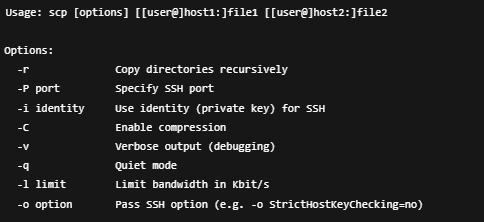 Usage: scp [options] [[user@]host1:]file1 [[user@]host2:]file2
Options:
-r Copy directories recursively
-P port Specify SSH port
-i identity Use identity (private key) for SSH
-C Enable compression
-v Verbose output (debugging)
-q Quiet mode
-l limit Limit bandwidth in Kbit/s
-o option Pass SSH option (e.g. -o StrictHostKeyChecking=no)